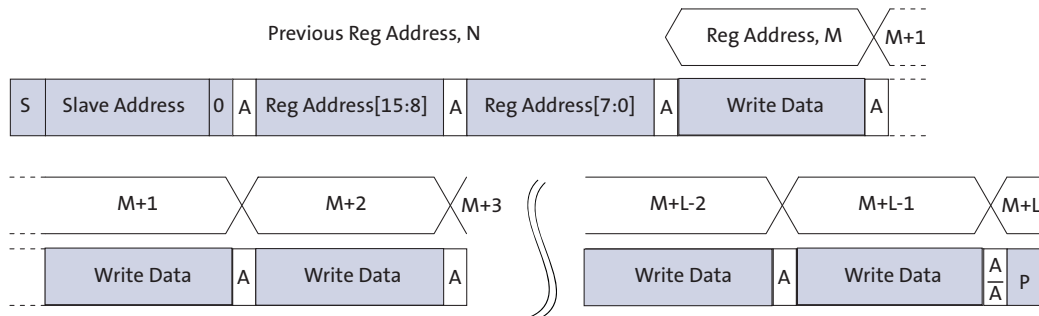 Previous Reg Address, N Reg Address, M M+1
S Slave Address 0 A Reg Address[15:8] A Reg Address[7:0] A Write Data A
M+1 M+2 M+3 M+L-2 M+L-1 M+L
Write Data A Write Data A Write Data A Write Data A P
A